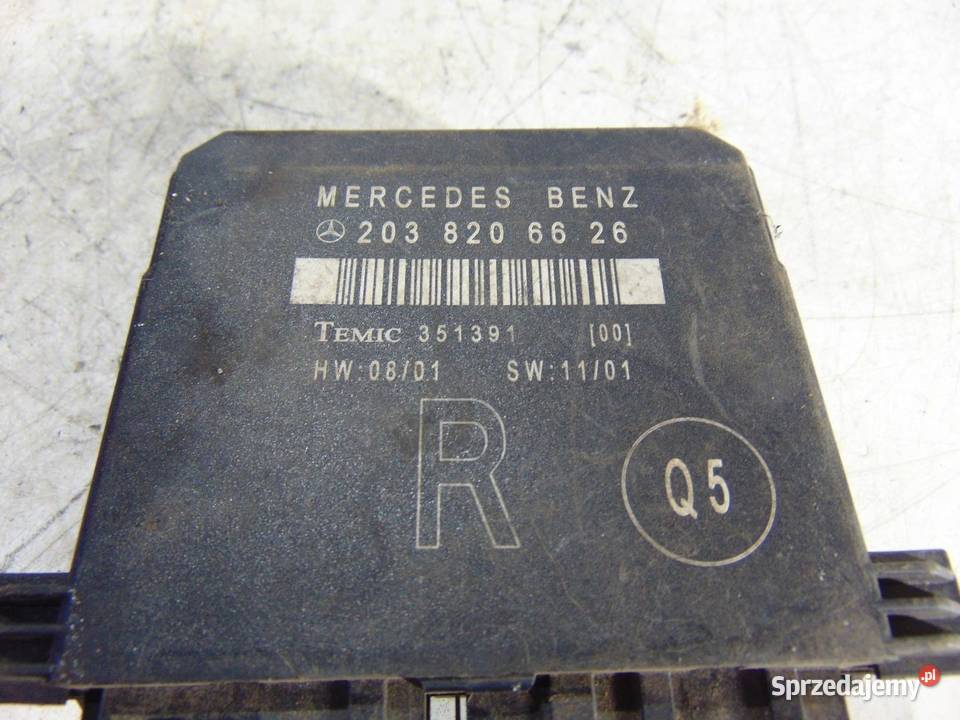 MERCEDES BENZ
203 820 66 26
TEMIC 351391 [00]
HW:08/01 SW:11/01
R
Q5
Sprzedajemy.pl